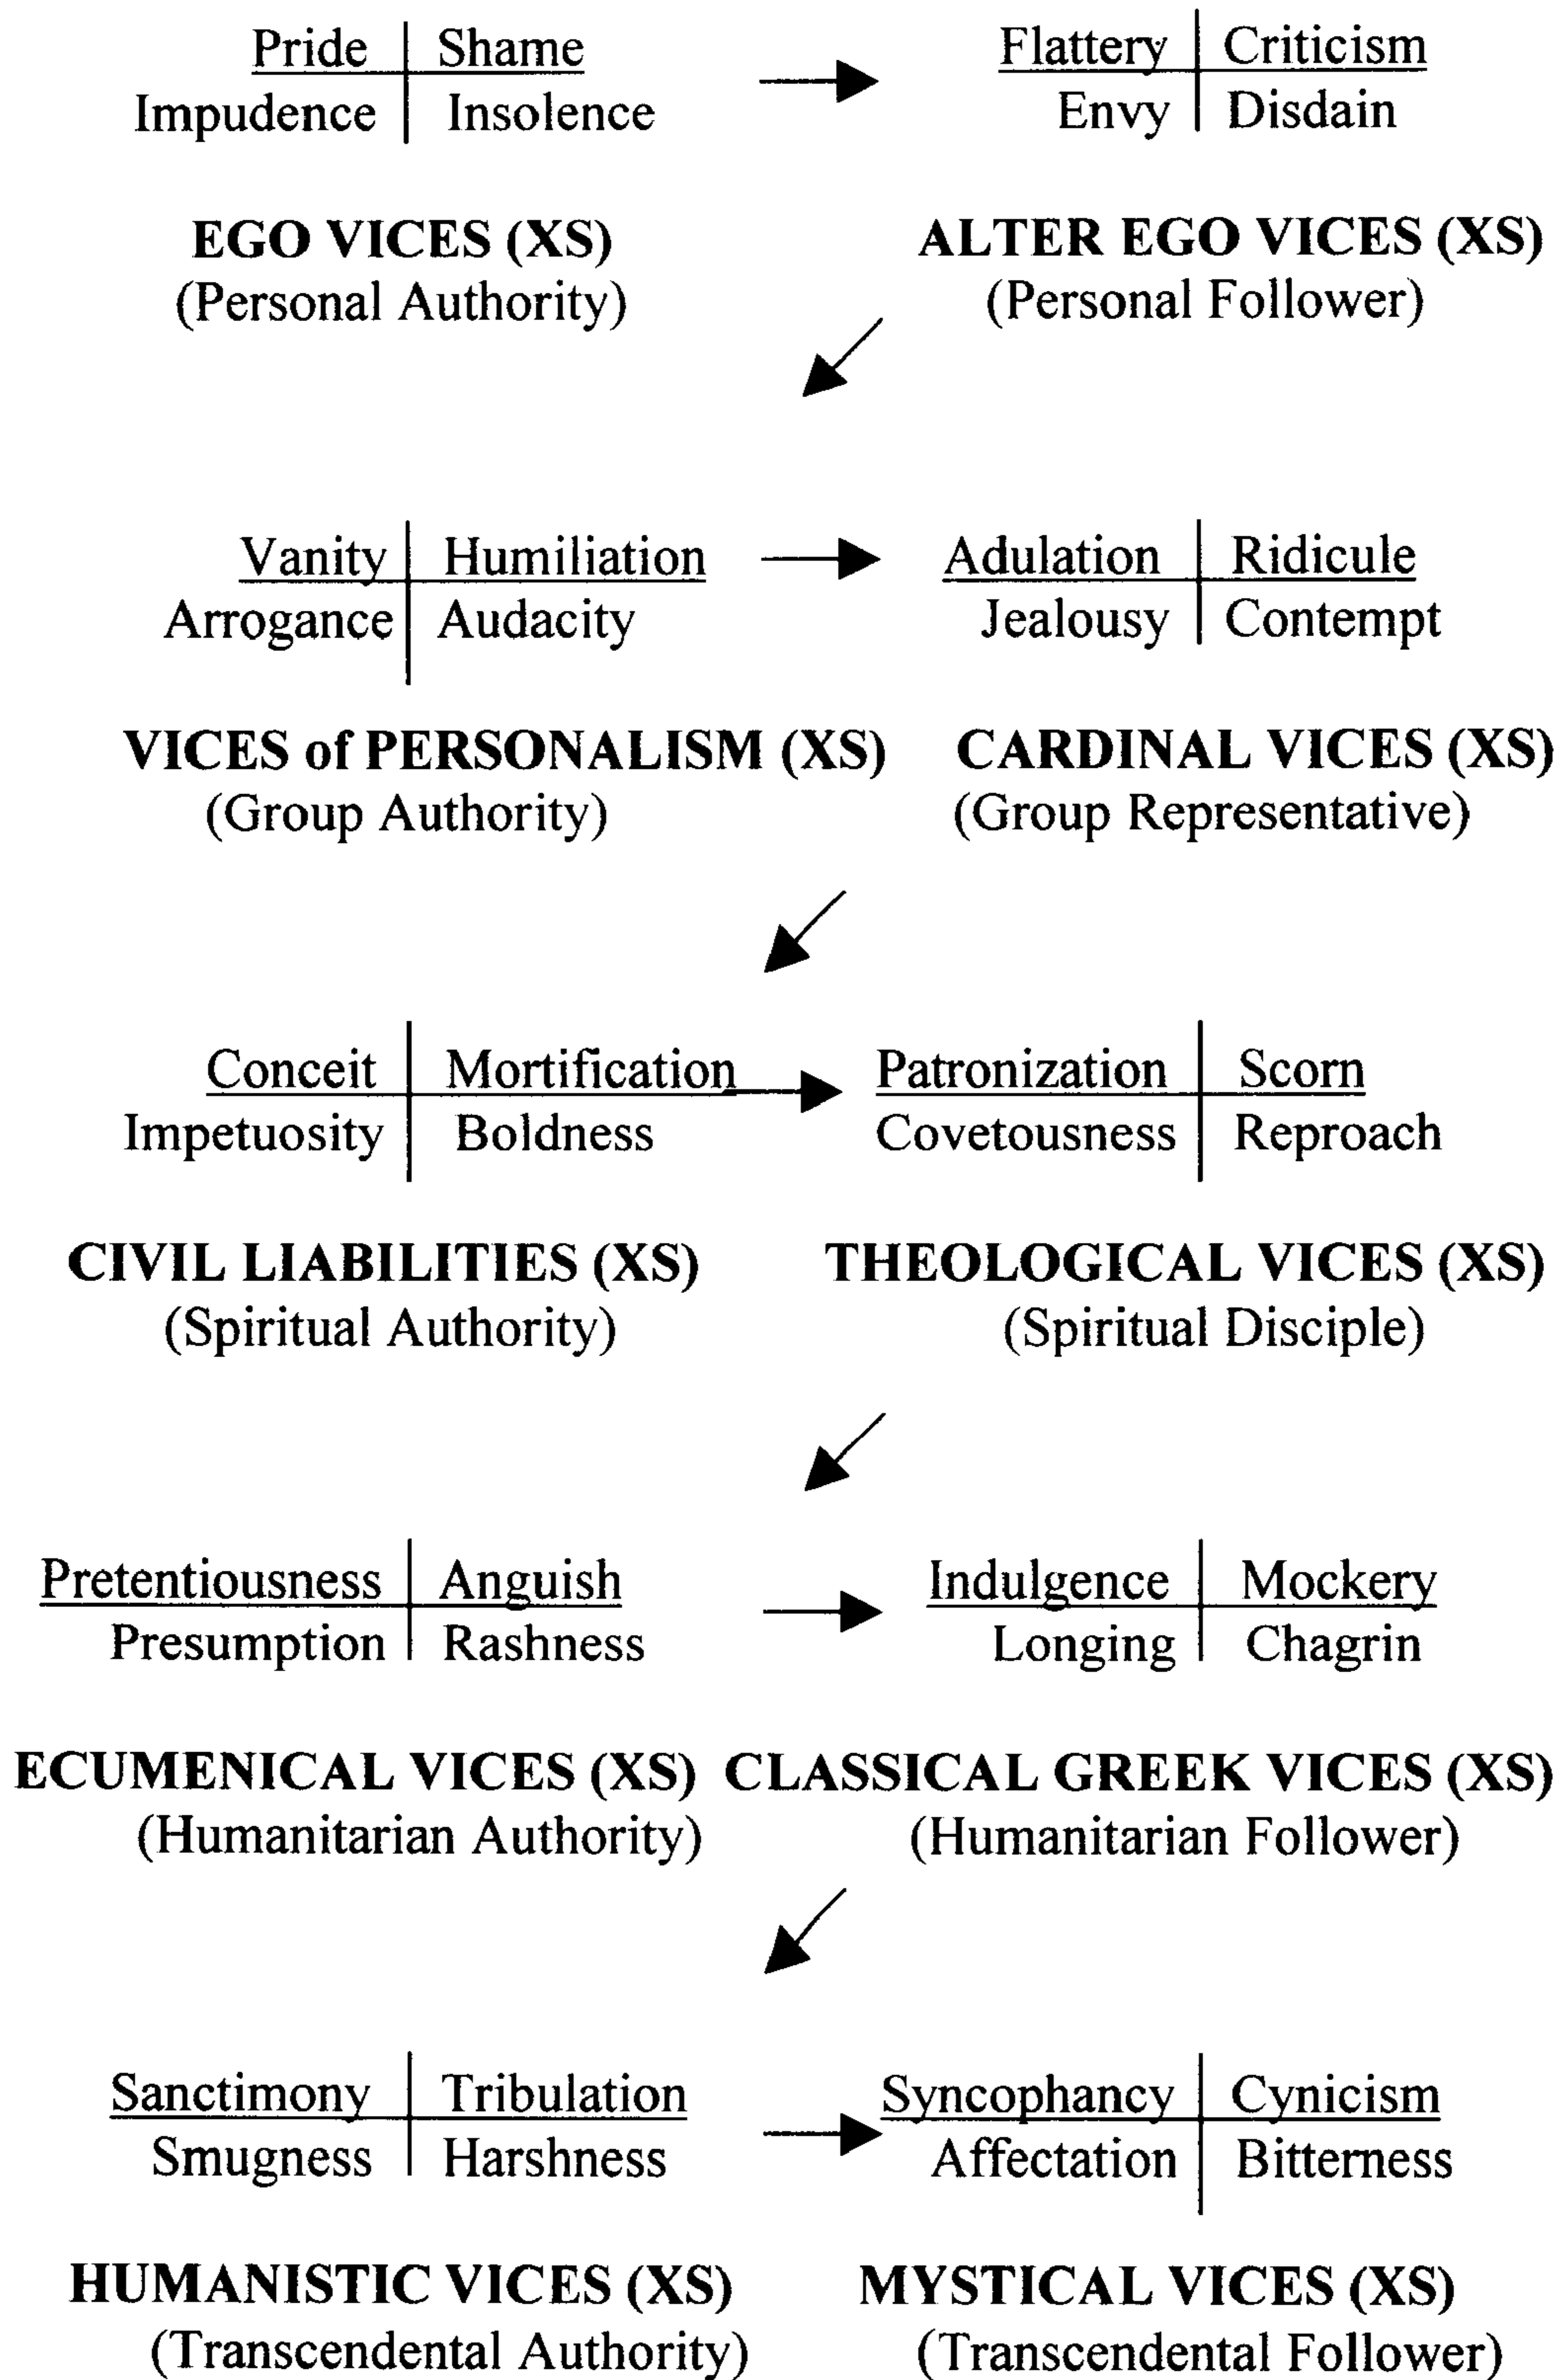 Pride Shame Flattery Criticism
Impudence Insolence Envy Disdain
EGO VICES (XS) ALTER EGO VICES (XS)
(Personal Authority) (Personal Follower)
Vanity Humiliation Adulation Ridicule
Arrogance Audacity Jealousy Contempt
VICES of PERSONALISM (XS) CARDINAL VICES (XS)
(Group Authority) (Group Representative)
Conceit Mortification Patronization Scorn
Impetuosity Boldness Covetousness Reproach
CIVIL LIABILITIES (XS) THEOLOGICAL VICES (XS)
(Spiritual Authority) (Spiritual Disciple)
Pretentiousness Anguish Indulgence Mockery
Presumption Rashness Longing Chagrin
ECUMENICAL VICES (XS) CLASSICAL GREEK VICES (XS)
(Humanitarian Authority) (Humanitarian Follower)
Sanctimony Tribulation Syncophancy Cynicism
Smugness Harshness Affectation Bitterness
HUMANISTIC VICES (XS) MYSTICAL VICES (XS)
(Transcendental Authority) (Transcendental Follower)